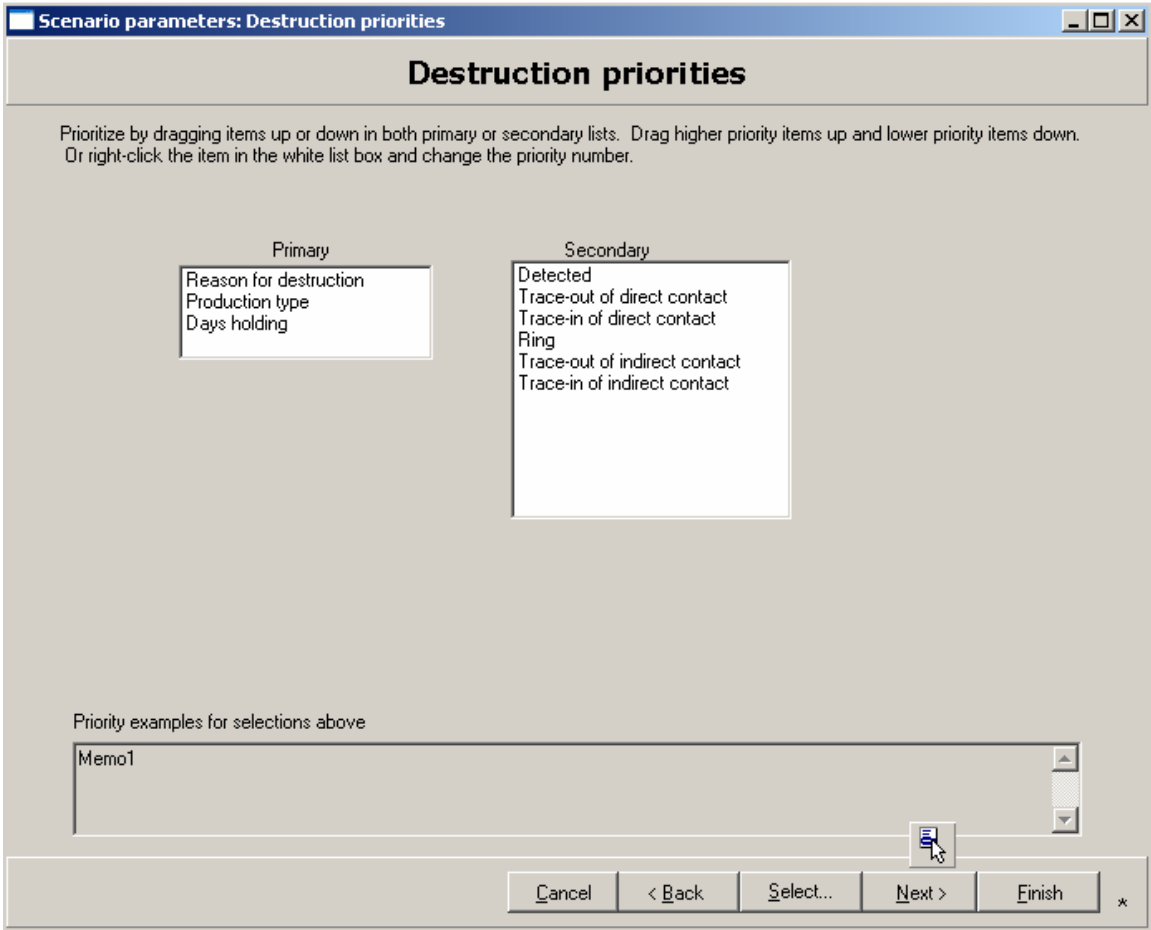 Scenario parameters: Destruction priorities
Destruction priorities
Prioritize by dragging items up or down in both primary or secondary lists.  Drag higher priority items up and lower priority items down.
Or right-click the item in the white list box and change the priority number.
Primary
Reason for destruction
Production type
Days holding
Secondary
Detected
Trace-out of direct contact
Trace-in of direct contact
Ring
Trace-out of indirect contact
Trace-in of indirect contact
Priority examples for selections above
Memo1
Cancel
< Back
Select...
Next >
Finish
*